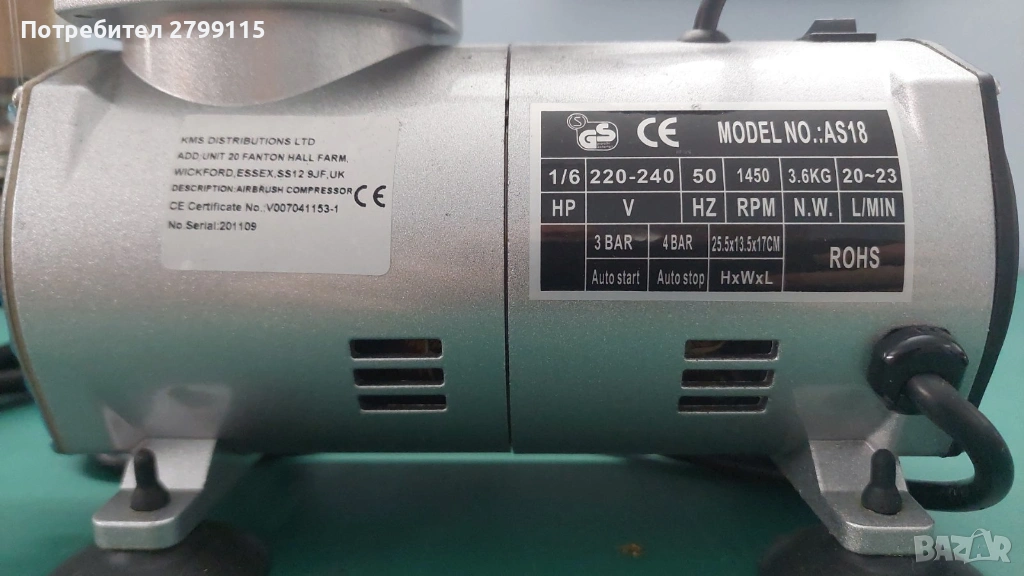 Потребител 2799115
KMS DISTRIBUTIONS LTD
ADD:UNIT 20 FANTON HALL FARM,
WICKFORD,ESSEX,SS12 9JF,UK
DESCRIPTION:AIRBRUSH COMPRESSOR
CE Certificate No.:V007041153-1
No.Serial:201109
CE
S GS CE MODEL NO.:AS18
1/6 220-240 50 1450 3.6KG 20~23
HP V HZ RPM N.W. L/MIN
3 BAR 4 BAR 25.5x13.5x17CM ROHS
Auto start Auto stop HxWxL
BAZAR